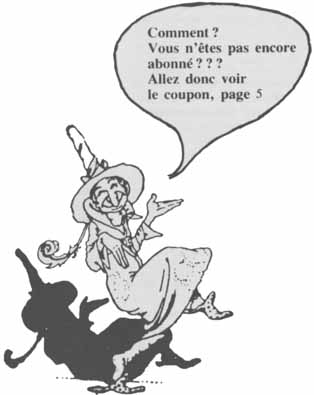 Comment ?
Vous n'êtes pas encore
abonné ? ? ?
Allez donc voir
le coupon, page 5